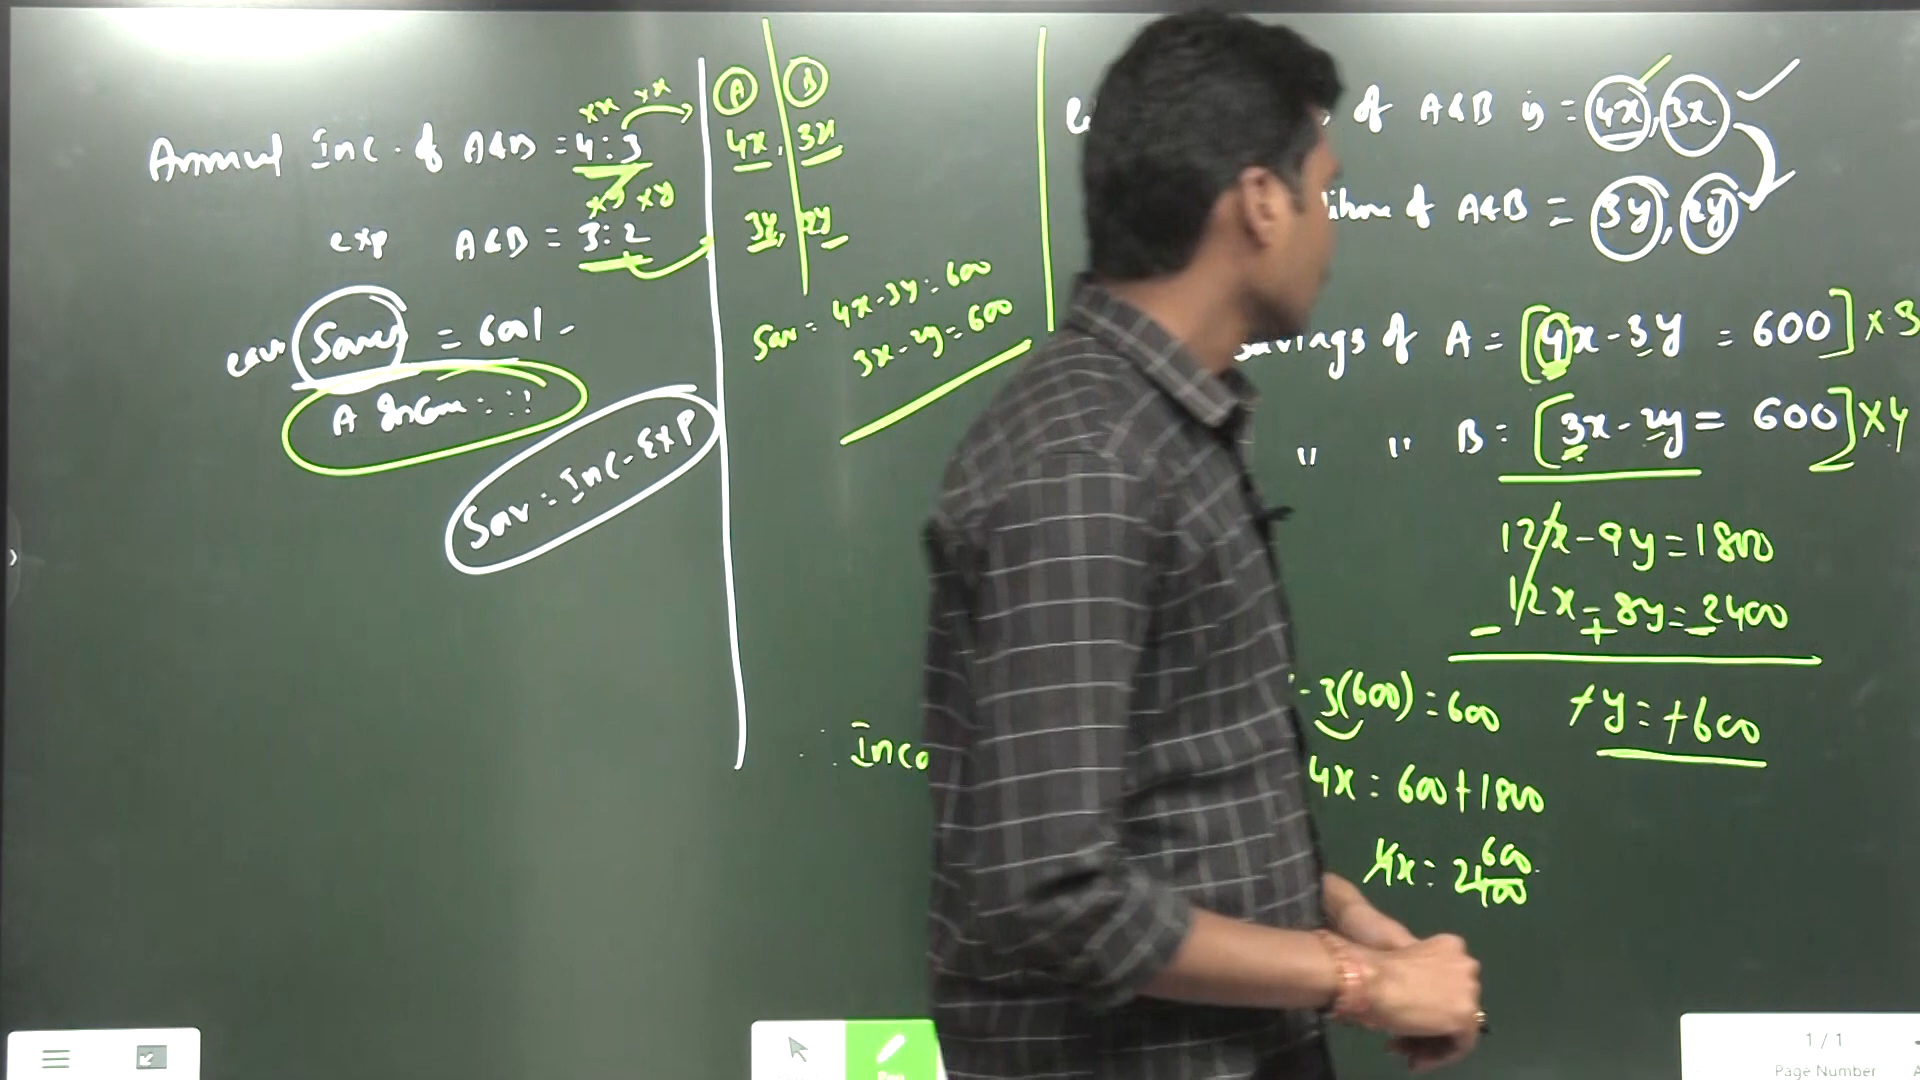 Annual Inc. of A&B = 4:3
×x ×x
×y ×y
exp A&B = 3:2
each Saves = 600/-
A Income : : ?
Sav = Inc - Exp
A B
4x, 3x
3y, 2y
Sav = 4x-3y=600
3x-2y=600
∴ Inco
of A&B is = 4x, 3x
of A&B = 3y, 2y
Savings of A = [4x-3y = 600] ×3
" " B = [3x-2y = 600] ×4
12x-9y=1800
12x-8y=2400
- + -
-3(600)=600
+y=+600
4x=600+1800
4x=2400
600
1/1
Page Number